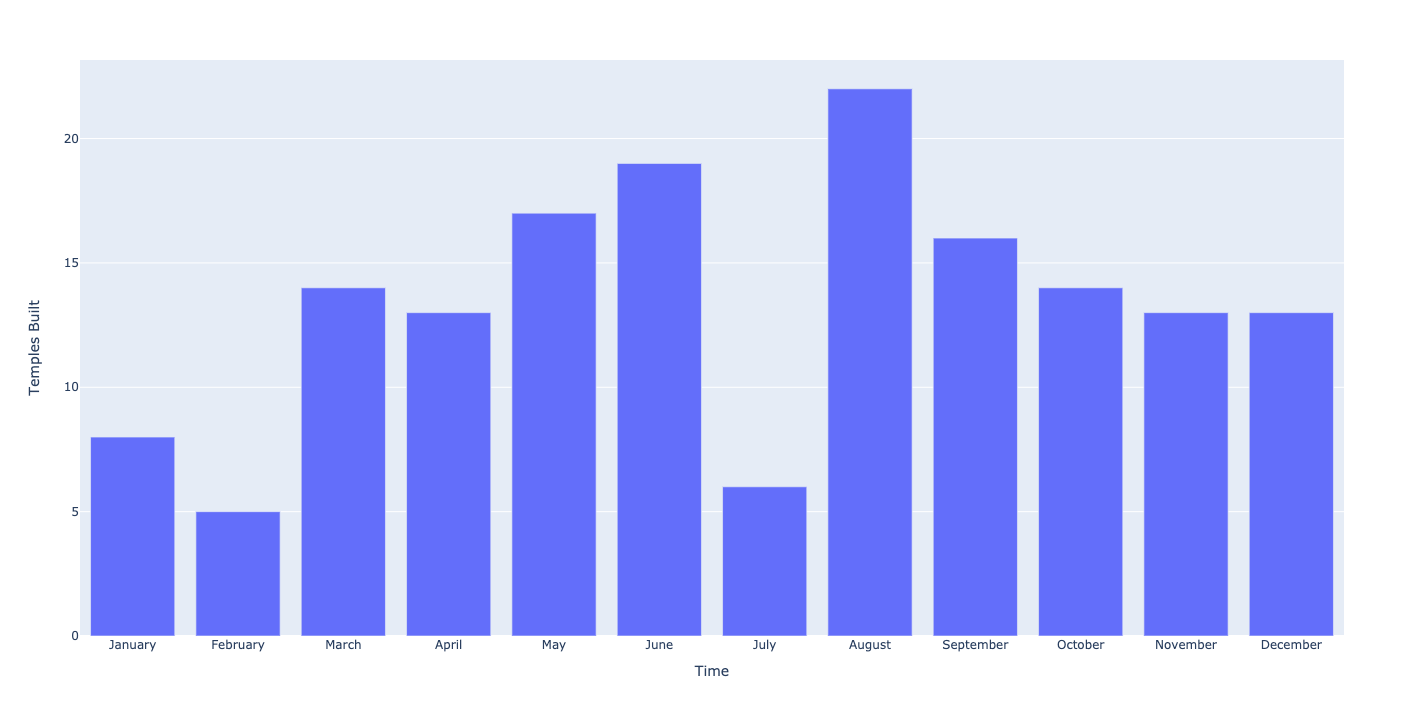 Temples Built
20
15
10
5
0
January February March April May June July August September October November December
Time